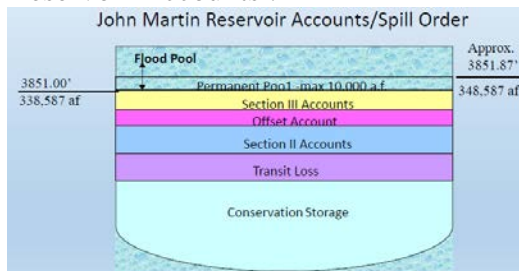 John Martin Reservoir Accounts/Spill Order
Approx.
3851.87'
Flood Pool
3851.00'
338,587 af
Permanent Pool -max 10,000 a.f.
348,587 af
Section III Accounts
Offset Account
Section II Accounts
Transit Loss
Conservation Storage